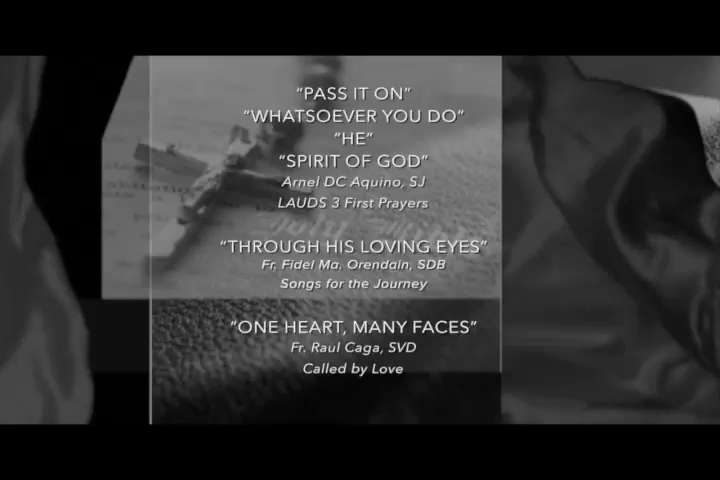 "PASS IT ON"
"WHATSOEVER YOU DO"
"HE"
"SPIRIT OF GOD"
Arnel DC Aquino, SJ
LAUDS 3 First Prayers
"THROUGH HIS LOVING EYES"
Fr. Fidel Ma. Orendain, SDB
Songs for the Journey
"ONE HEART, MANY FACES"
Fr. Raul Caga, SVD
Called by Love